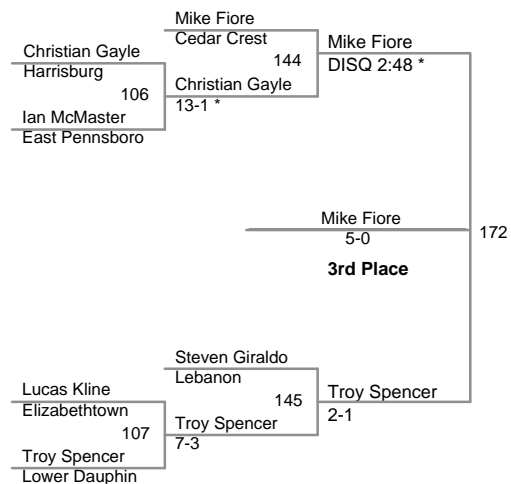 Mike Fiore
Cedar Crest
Christian Gayle
Harrisburg
144
Mike Fiore
DISQ 2:48 *
106
Christian Gayle
13-1 *
Ian McMaster
East Pennsboro
Mike Fiore
5-0
172
3rd Place
Steven Giraldo
Lebanon
Lucas Kline
Elizabethtown
145
Troy Spencer
2-1
107
Troy Spencer
7-3
Troy Spencer
Lower Dauphin